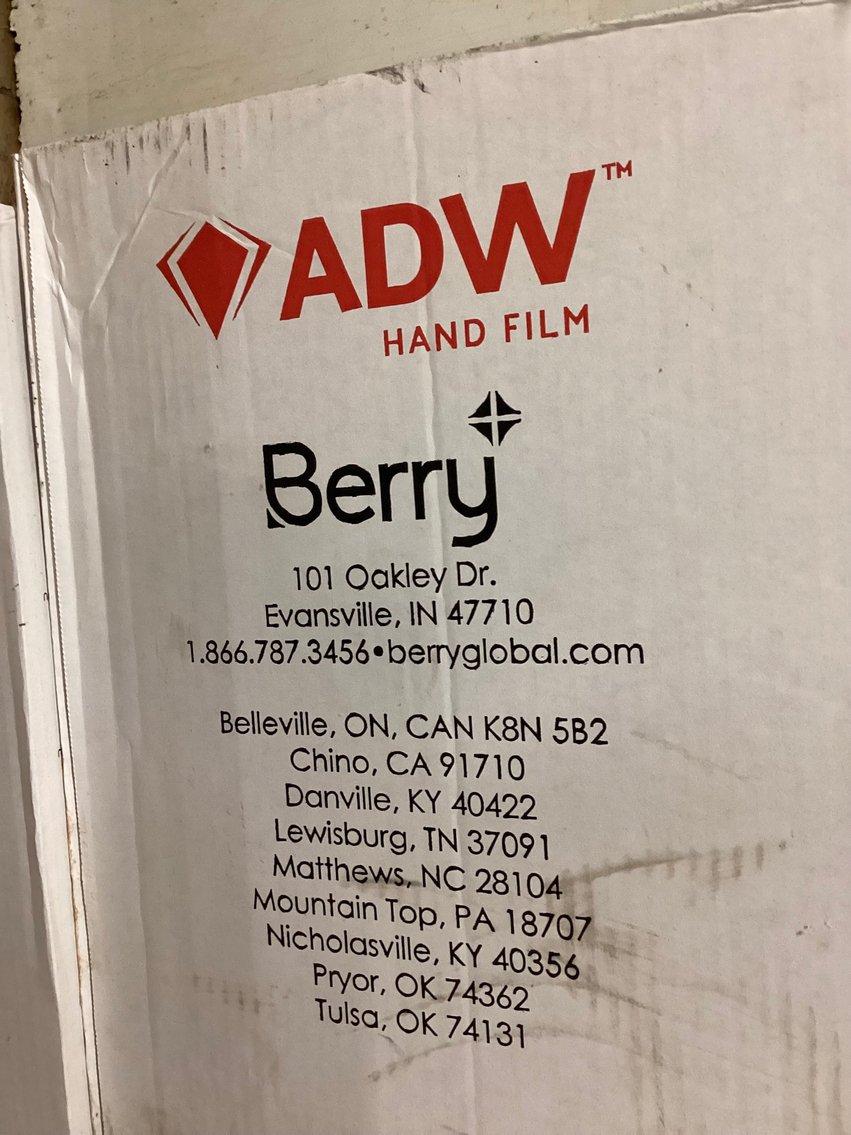 ADW™
HAND FILM
Berry
101 Oakley Dr.
Evansville, IN 47710
1.866.787.3456•berryglobal.com
Belleville, ON, CAN K8N 5B2
Chino, CA 91710
Danville, KY 40422
Lewisburg, TN 37091
Matthews, NC 28104
Mountain Top, PA 18707
Nicholasville, KY 40356
Pryor, OK 74362
Tulsa, OK 74131